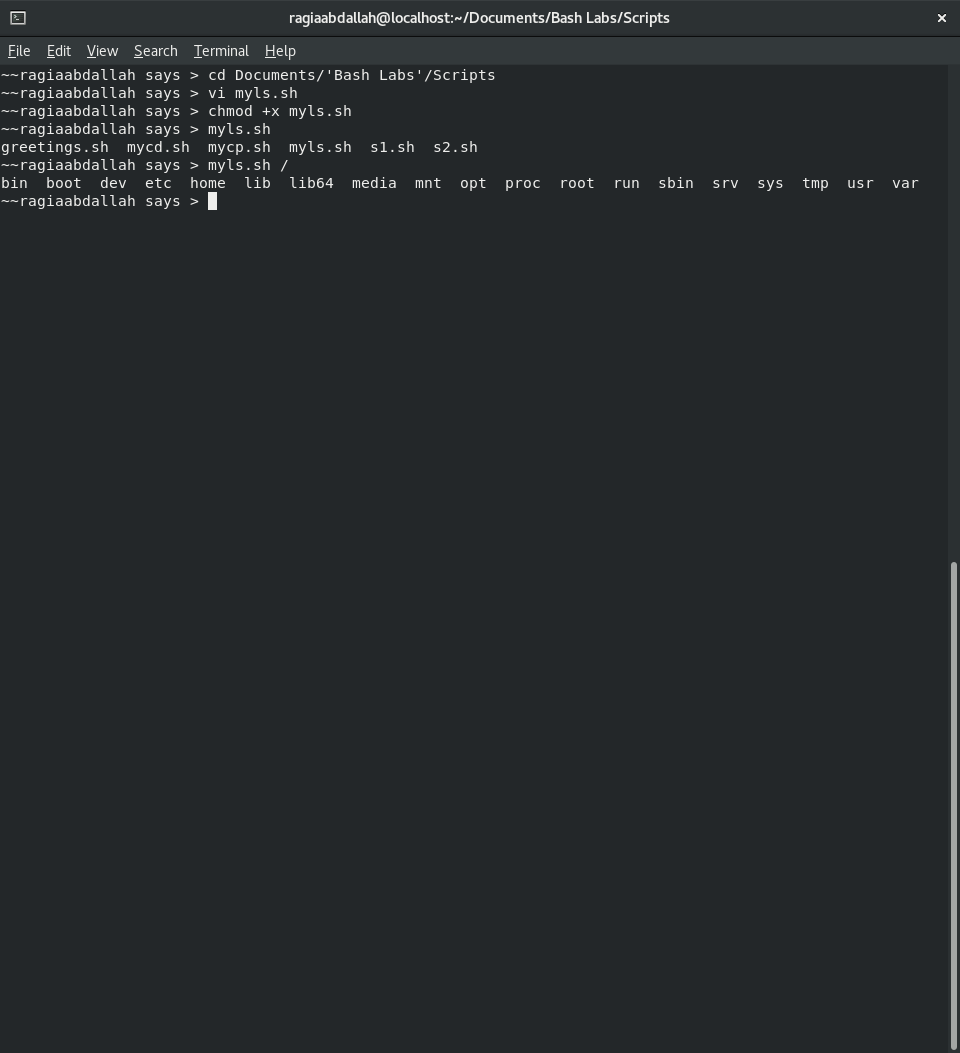 ragiaabdallah@localhost:~/Documents/Bash Labs/Scripts
File Edit View Search Terminal Help
~~ragiaabdallah says > cd Documents/'Bash Labs'/Scripts
~~ragiaabdallah says > vi myls.sh
~~ragiaabdallah says > chmod +x myls.sh
~~ragiaabdallah says > myls.sh
greetings.sh  mycd.sh  mycp.sh  myls.sh  s1.sh  s2.sh
~~ragiaabdallah says > myls.sh /
bin  boot  dev  etc  home  lib  lib64  media  mnt  opt  proc  root  run  sbin  srv  sys  tmp  usr  var
~~ragiaabdallah says >